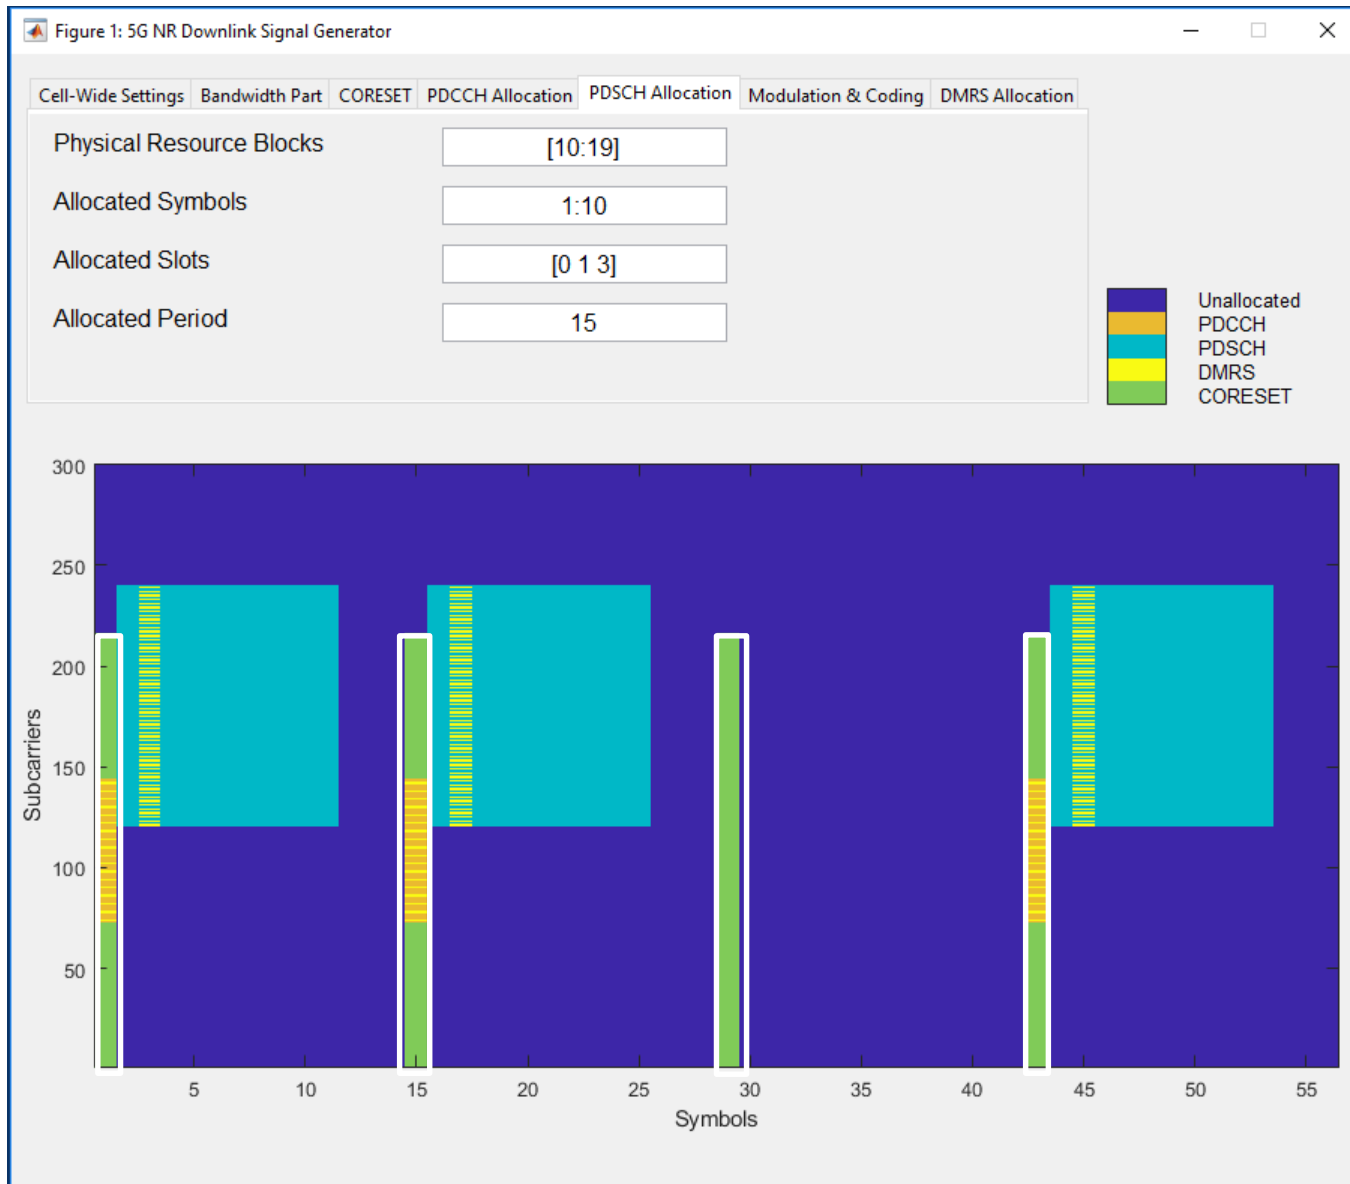 Figure 1: 5G NR Downlink Signal Generator
Cell-Wide Settings Bandwidth Part CORESET PDCCH Allocation PDSCH Allocation Modulation & Coding DMRS Allocation
Physical Resource Blocks [10:19]
Allocated Symbols 1:10
Allocated Slots [0 1 3]
Allocated Period 15
Unallocated
PDCCH
PDSCH
DMRS
CORESET
300
250
200
150
100
50
Subcarriers
5 10 15 20 25 30 35 40 45 50 55
Symbols